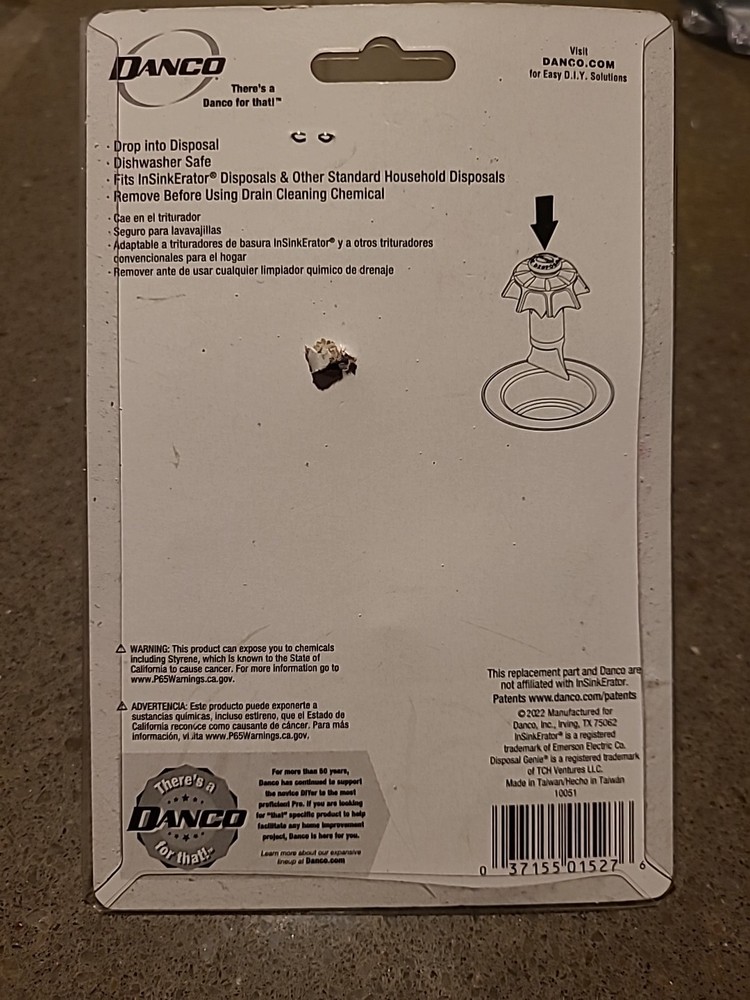 DANCO
There's a
Danco for that!™
Visit
DANCO.COM
for Easy D.I.Y. Solutions
· Drop into Disposal
· Dishwasher Safe
· Fits InSinkErator® Disposals & Other Standard Household Disposals
· Remove Before Using Drain Cleaning Chemical
· Cae en el triturador
· Seguro para lavavajillas
· Adaptable a trituradores de basura InSinkErator® y a otros trituradores
convencionales para el hogar
· Remover ante de usar cualquier limpiador quimico de drenaje
⚠ WARNING: This product can expose you to chemicals
including Styrene, which is known to the State of
California to cause cancer. For more information go to
www.P65Warnings.ca.gov.
⚠ ADVERTENCIA: Este producto puede exponerte a
sustancias químicas, incluso estireno, que el Estado de
California reconoce como causante de cáncer. Para más
información, visita www.P65Warnings.ca.gov.
This replacement part and Danco are
not affiliated with InSinkErator.
Patents www.danco.com/patents
©2022 Manufactured for
Danco, Inc., Irving, TX 75062
InSinkErator® is a registered
trademark of Emerson Electric Co.
Disposal Genie® is a registered trademark
of TCH Ventures LLC.
Made in Taiwan/Hecho in Taiwán
10051
There's a
DANCO
for that!™
For more than 60 years,
Danco has continued to support
the novice DIYer to the most
proficient Pro. If you are looking
for "that" specific product to help
facilitate any home improvement
project, Danco is here for you.
Learn more about our expansive
lineup at Danco.com
0 37155 01527 6